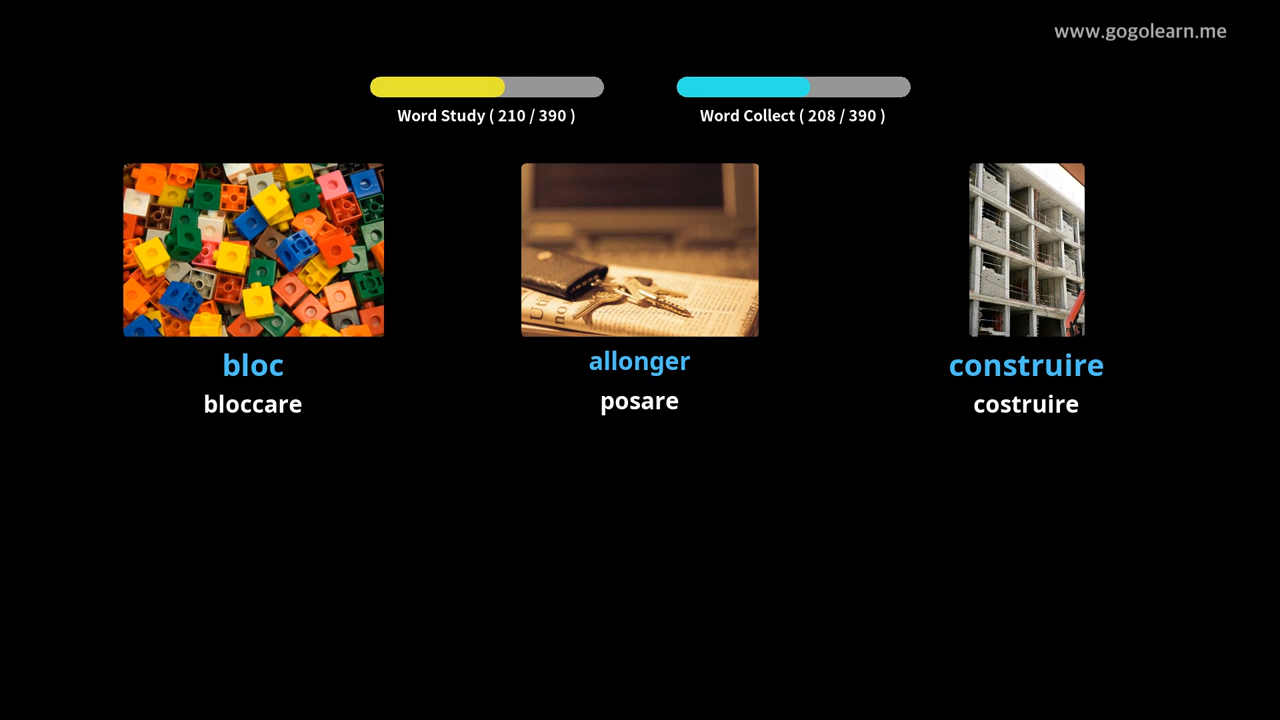 www.gogolearn.me
Word Study ( 210 / 390 )
Word Collect ( 208 / 390 )
bloc
bloccare
allonger
posare
construire
costruire